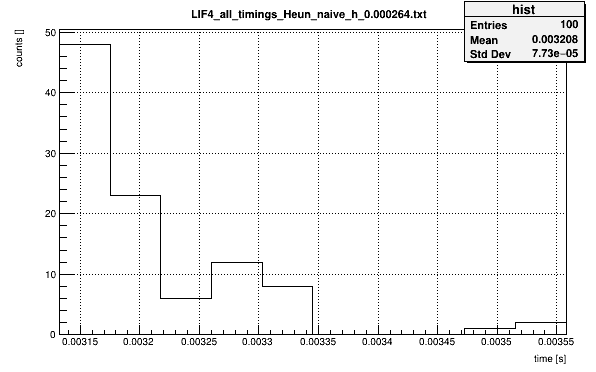 LIF4_all_timings_Heun_naive_h_0.000264.txt
hist
Entries 100
Mean 0.003208
Std Dev 7.73e−05
counts []
50
40
30
20
10
0
0.00315 0.0032 0.00325 0.0033 0.00335 0.0034 0.00345 0.0035 0.00355
time [s]